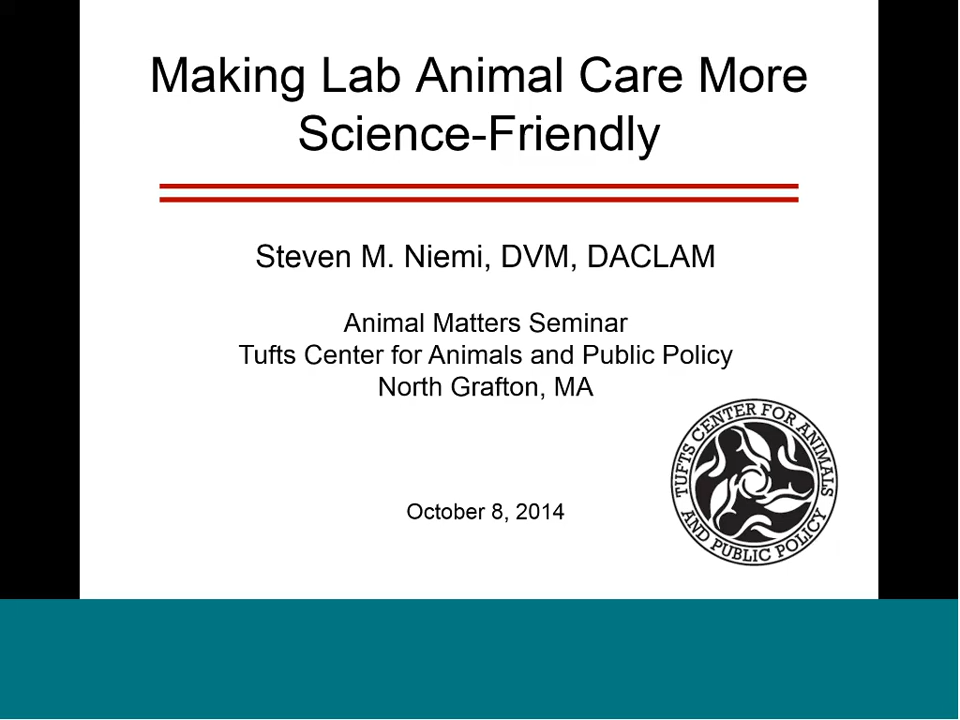 Making Lab Animal Care More
Science-Friendly
Steven M. Niemi, DVM, DACLAM
Animal Matters Seminar
Tufts Center for Animals and Public Policy
North Grafton, MA
TUFTS CENTER FOR ANIMALS
AND PUBLIC POLICY
October 8, 2014